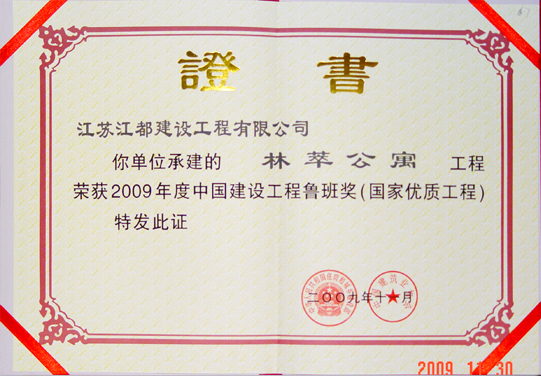 證書
江苏江都建设工程有限公司
你单位承建的 林萃公寓 工程
荣获2009年度中国建设工程鲁班奖(国家优质工程)
特发此证
二〇〇九年十一月